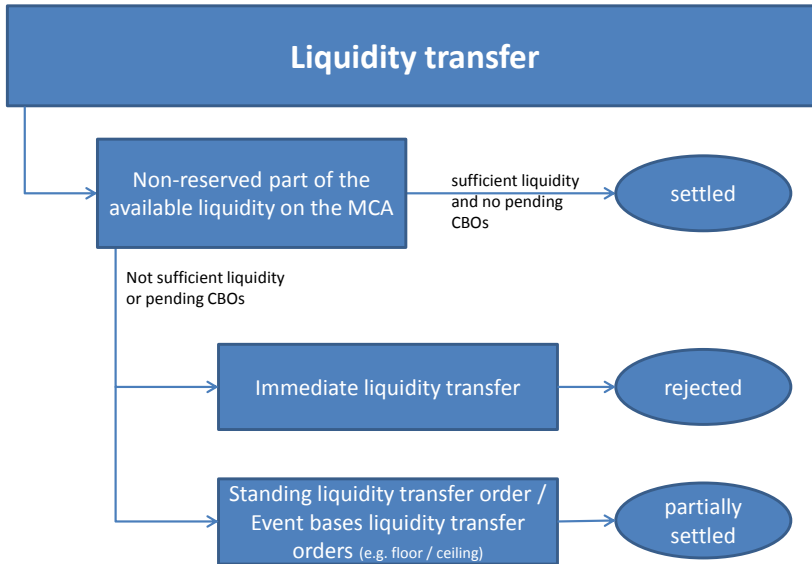 Liquidity transfer
Non-reserved part of the
available liquidity on the MCA
sufficient liquidity
and no pending
CBOs
settled
Not sufficient liquidity
or pending CBOs
Immediate liquidity transfer
rejected
Standing liquidity transfer order /
Event bases liquidity transfer
orders (e.g. floor / ceiling)
partially
settled